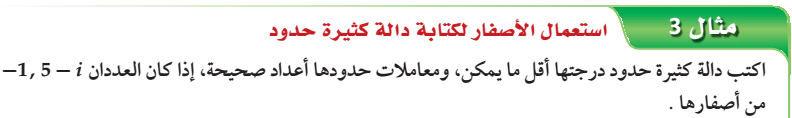 مثال 3 استعمال الأصفار لكتابة دالة كثيرة حدود
اكتب دالة كثيرة حدود درجتها أقل ما يمكن، ومعاملات حدودها أعداد صحيحة، إذا كان العددان −1, 5 − i
من أصفارها .